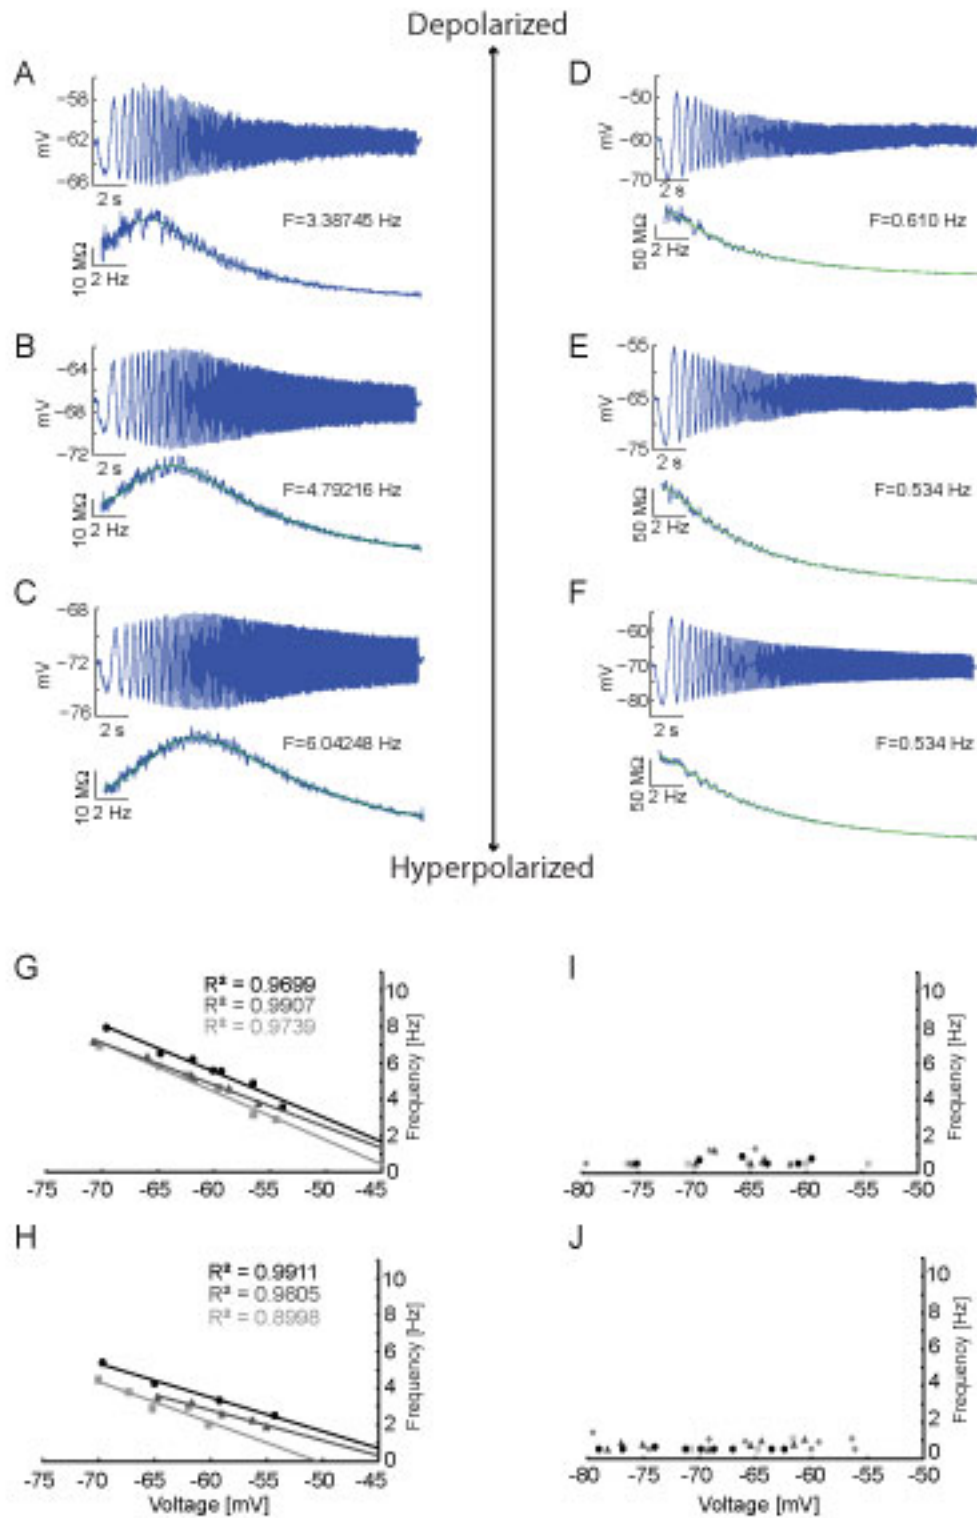 Depolarized
A
-58
-62
-66
mV
2 s
F=3.38745 Hz
10 MΩ
2 Hz
B
-64
-68
-72
mV
2 s
F=4.79216 Hz
10 MΩ
2 Hz
C
-68
-72
-76
mV
2 s
F=6.04248 Hz
10 MΩ
2 Hz
D
-50
-60
-70
mV
2 s
F=0.610 Hz
50 MΩ
2 Hz
E
-55
-65
-75
mV
2 s
F=0.534 Hz
50 MΩ
2 Hz
F
-60
-70
-80
mV
2 s
F=0.534 Hz
50 MΩ
2 Hz
Hyperpolarized
G
R² = 0.9699
R² = 0.9907
R² = 0.9739
10
8
6
4
2
0
Frequency [Hz]
-75 -70 -65 -60 -55 -50 -45
H
R² = 0.9911
R² = 0.9805
R² = 0.8998
10
8
6
4
2
0
Frequency [Hz]
-75 -70 -65 -60 -55 -50 -45
Voltage [mV]
I
10
8
6
4
2
0
Frequency [Hz]
-80 -75 -70 -65 -60 -55 -50
J
10
8
6
4
2
0
Frequency [Hz]
-80 -75 -70 -65 -60 -55 -50
Voltage [mV]